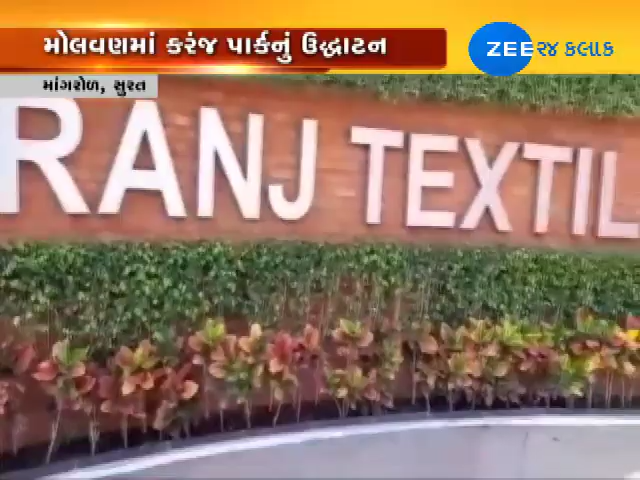 મોલવણમાં કરંજ પાર્કનું ઉદ્ધાટન
ZEE ૨૪ કલાક
માંગરોળ, સુરત
RANJ TEXTIL